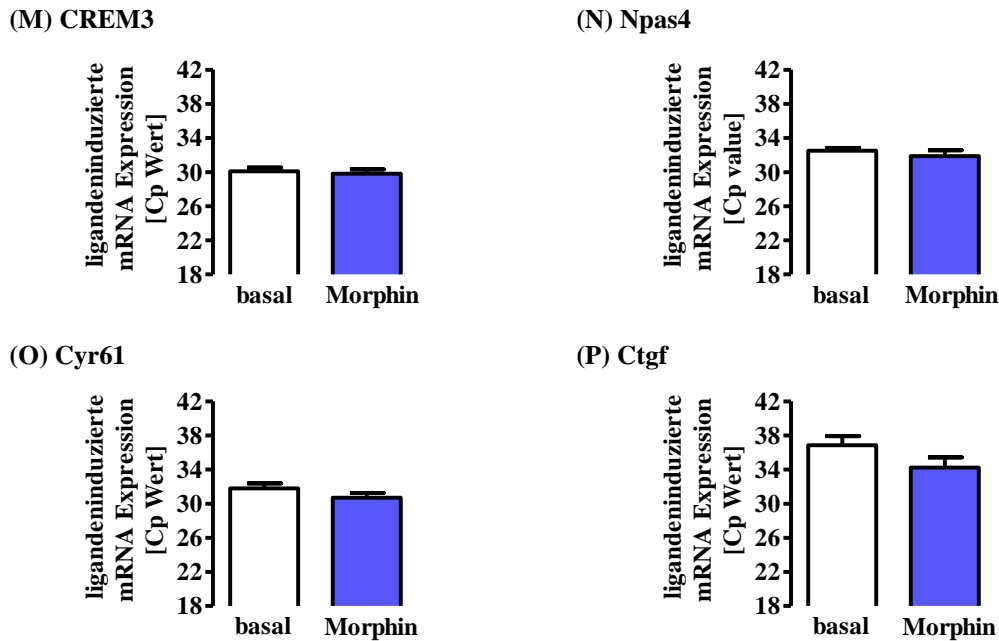 (M) CREM3
ligandeninduzierte
mRNA Expression
[Cp Wert]
42
38
34
30
26
22
18
basal Morphin
(N) Npas4
ligandeninduzierte
mRNA Expression
[Cp value]
42
38
34
30
26
22
18
basal Morphin
(O) Cyr61
ligandeninduzierte
mRNA Expression
[Cp Wert]
42
38
34
30
26
22
18
basal Morphin
(P) Ctgf
ligandeninduzierte
mRNA Expression
[Cp Wert]
42
38
34
30
26
22
18
basal Morphin